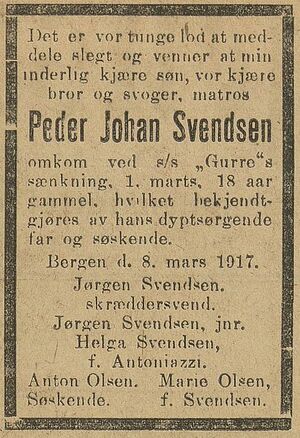 Det er vor tunge lod at med-
dele slegt og venner at min
inderlig kjære søn, vor kjære
bror og svoger, matros
Peder Johan Svendsen
omkom ved s/s „Gurre“s
sænkning, 1. marts, 18 aar
gammel, hvilket bekjendt-
gjøres av hans dyptsørgende
far og søskende.
Bergen d. 8. mars 1917.
Jørgen Svendsen.
skræddersvend.
Jørgen Svendsen, jnr.
Helga Svendsen,
f. Antoniazzi.
Anton Olsen. Marie Olsen,
Søskende. f. Svendsen.